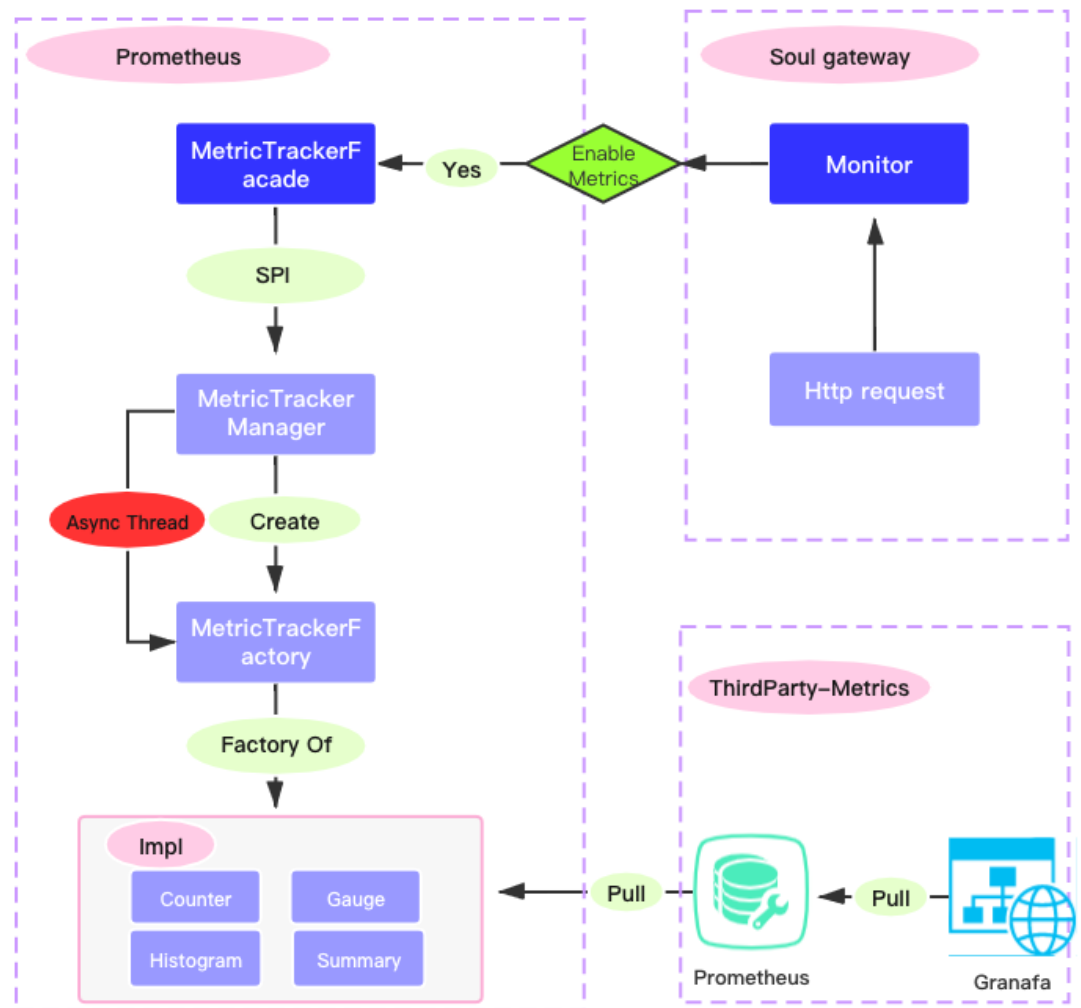 Prometheus
Soul gateway
MetricTrackerF
acade
Yes
Enable
Metrics
Monitor
SPI
Http request
MetricTracker
Manager
Async Thread
Create
MetricTrackerF
actory
ThirdParty–Metrics
Factory Of
Impl
Counter
Gauge
Histogram
Summary
Pull
Pull
Prometheus
Granafa